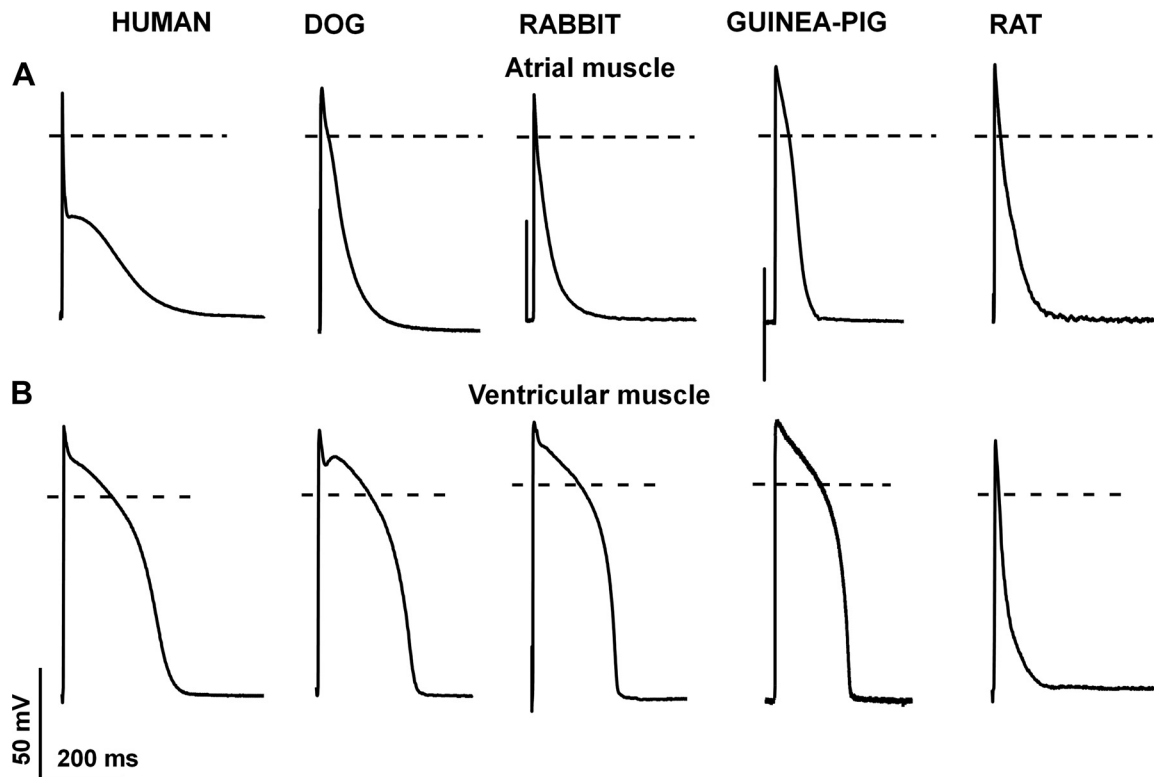 HUMAN DOG RABBIT GUINEA-PIG RAT
A Atrial muscle
B Ventricular muscle
50 mV
200 ms